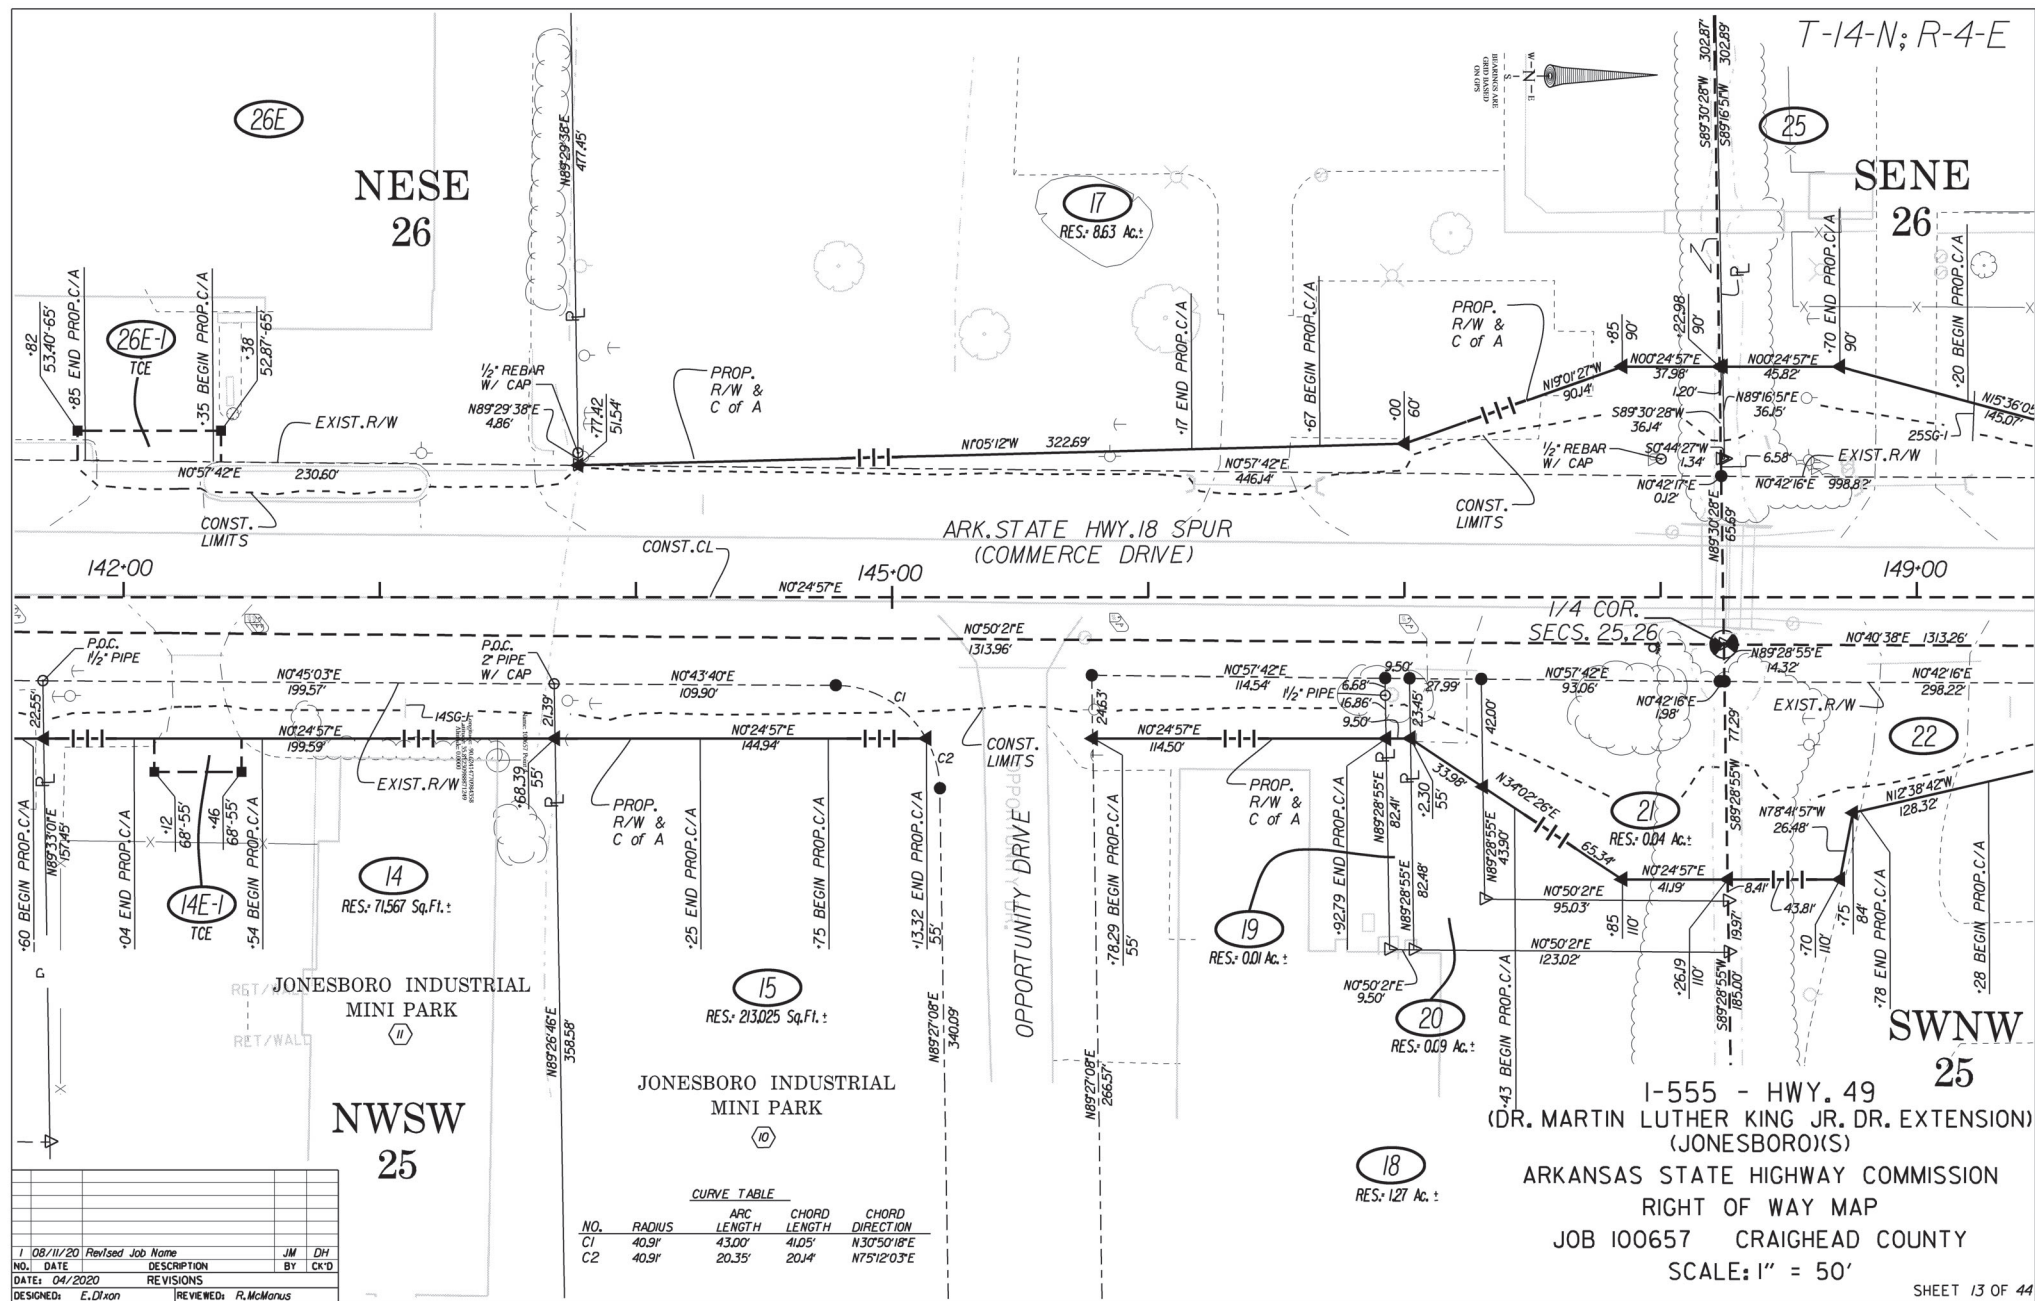 T-14-N; R-4-E
26E
NESE
26
N89°29'38"E
477.45'
17
RES.= 8.63 Ac.±
BEARINGS ARE
GRID BASED
ON GPS
W N E
S
S89°30'28"W 302.87'
S89°16'51"W 302.89'
25
SENE
26
+82
53.40'-65'
+85 END PROP.C/A
26E-1
TCE
+.35 BEGIN PROP.C/A
+38
52.87'-65'
EXIST.R/W
1/2" REBAR
W/ CAP
N89°29'38"E
4.86'
+77.42
51.54'
PROP.
R/W &
C of A
N1°05'12"W 322.69'
+17 END PROP.C/A
+67 BEGIN PROP.C/A
+00
60'
PROP.
R/W &
C of A
N19°01'27"W
90.14'
+85
90'
N00°24'57"E
37.98'
+22.98
90'
N00°24'57"E
45.82'
+70 END PROP.C/A
90'
+20 BEGIN PROP.C/A
N15°36'05
145.07'
25SG-1
1.20'
N89°16'51"E
36.15'
S89°30'28"W
36.14'
1/2" REBAR
W/ CAP
S0°44'27"W
1.34'
6.58'
EXIST.R/W
N0°42'17"E
0.12'
N0°42'16"E 998.82'
N89°30'28"E
65.69'
N0°57'42"E
230.60'
N0°57'42"E
446.14'
CONST.
LIMITS
CONST.
LIMITS
CONST.CL
ARK.STATE HWY.18 SPUR
(COMMERCE DRIVE)
142+00
145+00
149+00
N0°24'57"E
1/4 COR.
SECS. 25,26
N0°50'21"E
1313.96'
N0°40'38"E 1313.26'
N89°28'55"E
14.32'
P.O.C.
1 1/2" PIPE
N0°45'03"E
199.57'
P.O.C.
2" PIPE
W/ CAP
N0°43'40"E
109.90'
C1
C2
N0°57'42"E
114.54'
9.50'
6.68'
1 1/2" PIPE
16.86'
9.50'
27.99'
23.45'
N0°57'42"E
93.06'
N0°42'16"E
1.98'
N0°42'16"E
298.22'
EXIST.R/W
22.55'
21.39'
14SG-1
24.63'
42.00'
77.29'
N0°24'57"E
199.59'
N0°24'57"E
144.94'
N0°24'57"E
114.50'
EXIST.R/W
CONST.
LIMITS
PROP.
R/W &
C of A
PROP.
R/W &
C of A
+68.39
55'
+60 BEGIN PROP.C/A
N89°33'01"E
157.45'
+04 END PROP.C/A
+12
68'-55'
+46
68'-55'
+54 BEGIN PROP.C/A
14E-1
TCE
14
RES.= 71,567 Sq.Ft.±
+25 END PROP.C/A
+75 BEGIN PROP.C/A
+13.32 END PROP.C/A
55'
+78.29 BEGIN PROP.C/A
55'
+92.79 END PROP.C/A
N89°28'55"E
82.41'
+2.30
55'
N89°28'55"E
82.48'
33.98'
N34°02'26"E
65.34'
N89°28'55"E
43.90'
21
RES.= 0.04 Ac.±
22
N78°41'57"W
26.48'
N12°38'42"W
128.32'
N0°24'57"E
41.19'
8.41'
43.81'
S89°28'55"W
19.97'
N0°50'21"E
95.03'
N0°50'21"E
123.02'
+85
110'
+26.19
110'
S89°28'55"W
185.00'
+70
110'
+75
84'
+78 END PROP.C/A
+28 BEGIN PROP.C/A
19
RES.= 0.01 Ac.±
N0°50'21"E
9.50'
20
RES.= 0.09 Ac.±
+43 BEGIN PROP.C/A
SWNW
25
JONESBORO INDUSTRIAL
MINI PARK
11
RET/WALL
RET/WALL
15
RES.= 213,025 Sq.Ft.±
JONESBORO INDUSTRIAL
MINI PARK
10
N89°26'46"E
358.58'
N89°27'08"E
340.09'
OPPORTUNITY DRIVE
N89°27'08"E
266.57'
NWSW
25
18
RES.= 1.27 Ac.±
CURVE TABLE
NO. RADIUS ARC LENGTH CHORD LENGTH CHORD DIRECTION
C1 40.91' 43.00' 41.05' N30°50'18"E
C2 40.91' 20.35' 20.14' N75°12'03"E
I-555 - HWY. 49
(DR. MARTIN LUTHER KING JR. DR. EXTENSION)
(JONESBORO)(S)
ARKANSAS STATE HIGHWAY COMMISSION
RIGHT OF WAY MAP
JOB 100657 CRAIGHEAD COUNTY
SCALE: 1" = 50'
SHEET 13 OF 44
1 08/11/20 Revised Job Name JM DH
NO. DATE DESCRIPTION BY CK'D
DATE: 04/2020 REVISIONS
DESIGNED: E.Dixon REVIEWED: R.McManus